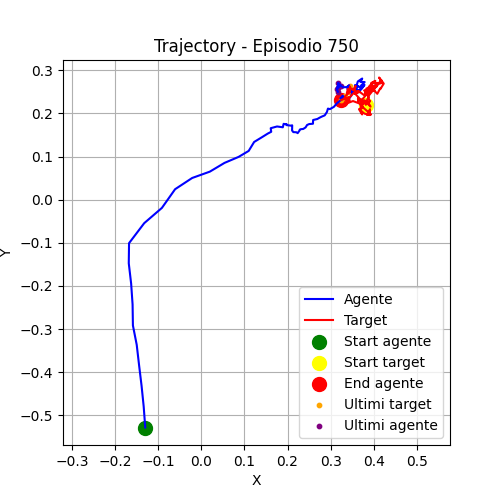 Trajectory - Episodio 750
0.3
0.2
0.1
0.0
−0.1
−0.2
−0.3
−0.4
−0.5
Y
Agente
Target
Start agente
Start target
End agente
Ultimi target
Ultimi agente
−0.3 −0.2 −0.1 0.0 0.1 0.2 0.3 0.4 0.5
X